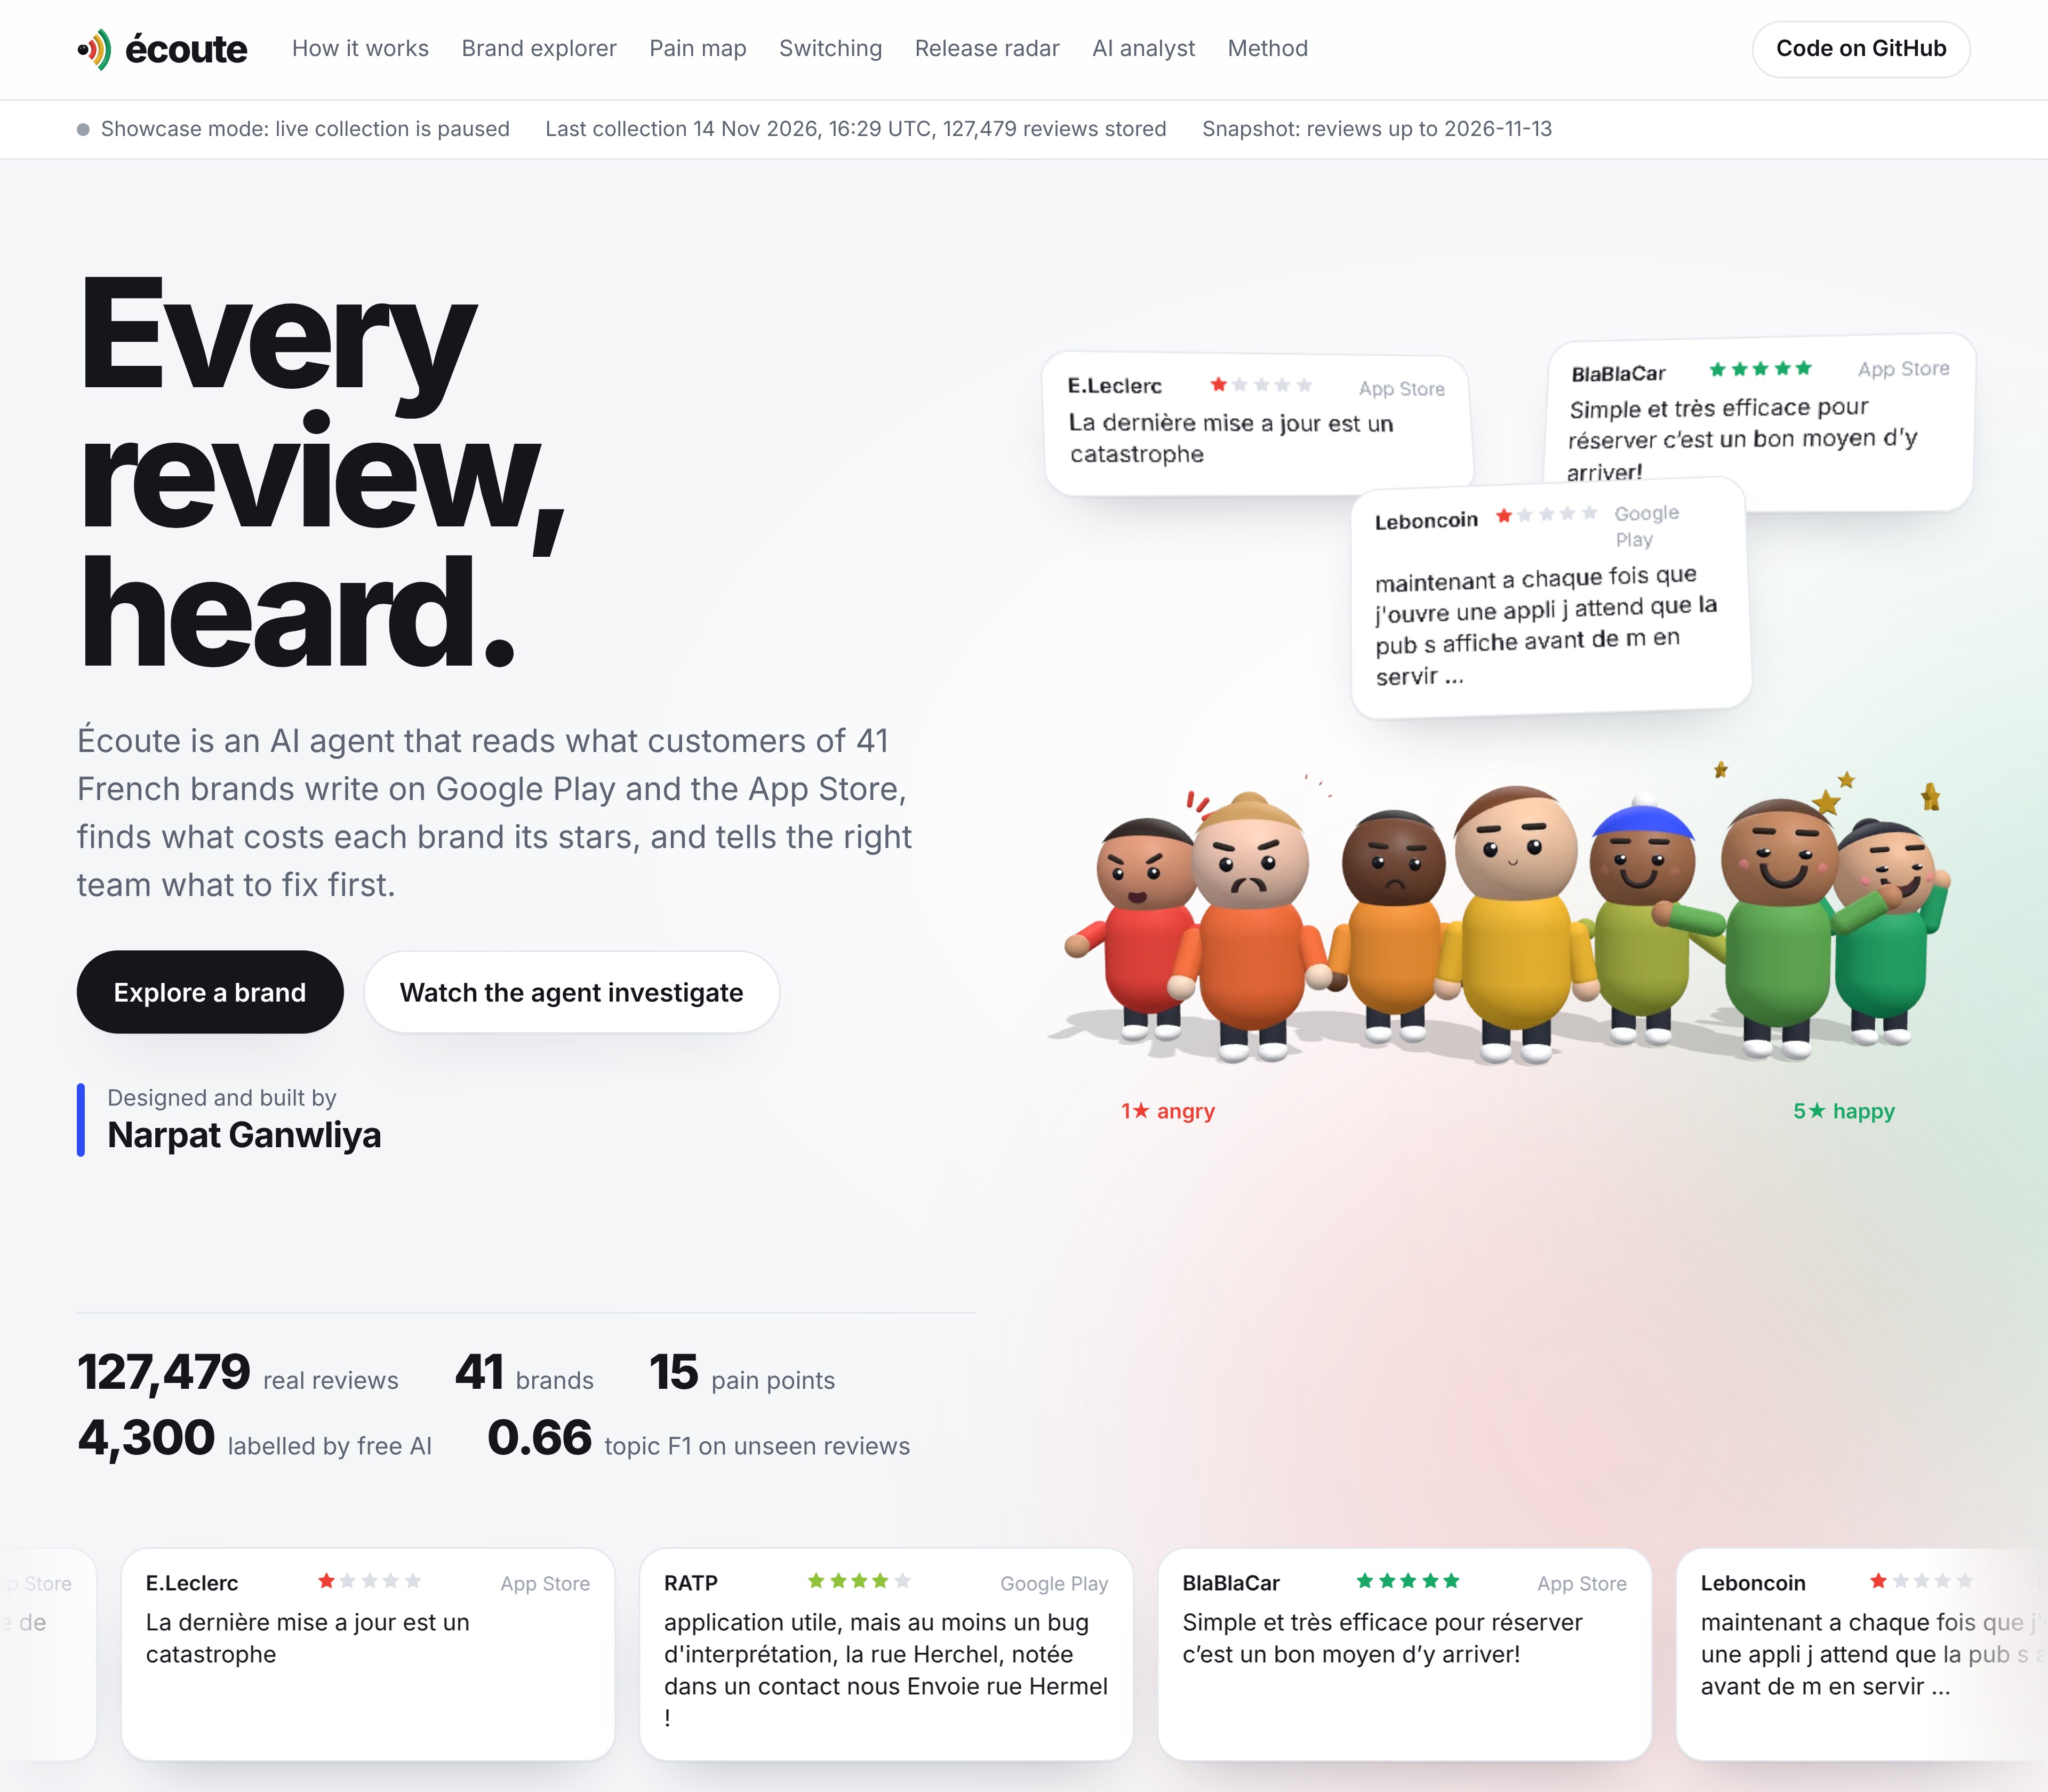 écoute
How it works Brand explorer Pain map Switching Release radar AI analyst Method
Code on GitHub
Showcase mode: live collection is paused Last collection 14 Nov 2026, 16:29 UTC, 127,479 reviews stored Snapshot: reviews up to 2026-11-13
Every
review,
heard.
Écoute is an AI agent that reads what customers of 41
French brands write on Google Play and the App Store,
finds what costs each brand its stars, and tells the right
team what to fix first.
Explore a brand
Watch the agent investigate
Designed and built by
Narpat Ganwliya
E.Leclerc ★★★★★ App Store
La dernière mise a jour est un
catastrophe
BlaBlaCar ★★★★★ App Store
Simple et très efficace pour
réserver c’est un bon moyen d’y
arriver!
Leboncoin ★★★★★ Google
Play
maintenant a chaque fois que
j'ouvre une appli j attend que la
pub s affiche avant de m en
servir ...
1★ angry
5★ happy
127,479 real reviews 41 brands 15 pain points
4,300 labelled by free AI 0.66 topic F1 on unseen reviews
Store
de
E.Leclerc ★★★★★ App Store
La dernière mise a jour est un
catastrophe
RATP ★★★★★ Google Play
application utile, mais au moins un bug
d'interprétation, la rue Herchel, notée
dans un contact nous Envoie rue Hermel
!
BlaBlaCar ★★★★★ App Store
Simple et très efficace pour réserver
c’est un bon moyen d’y arriver!
Leboncoin ★★★★★
maintenant a chaque fois que j'
une appli j attend que la pub s a
avant de m en servir ...